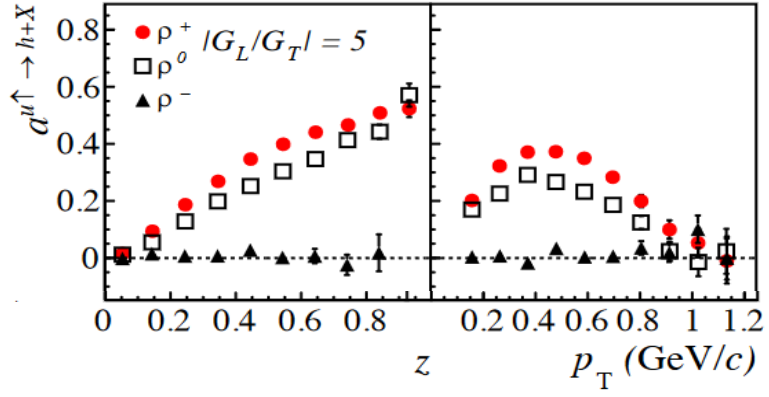 a^{u↑ → h+X}
0.8
0.6
0.4
0.2
0
ρ⁺ |G_L/G_T| = 5
ρ⁰
ρ⁻
0 0.2 0.4 0.6 0.8 0.2 0.4 0.6 0.8 1 1.2
z p_T (GeV/c)